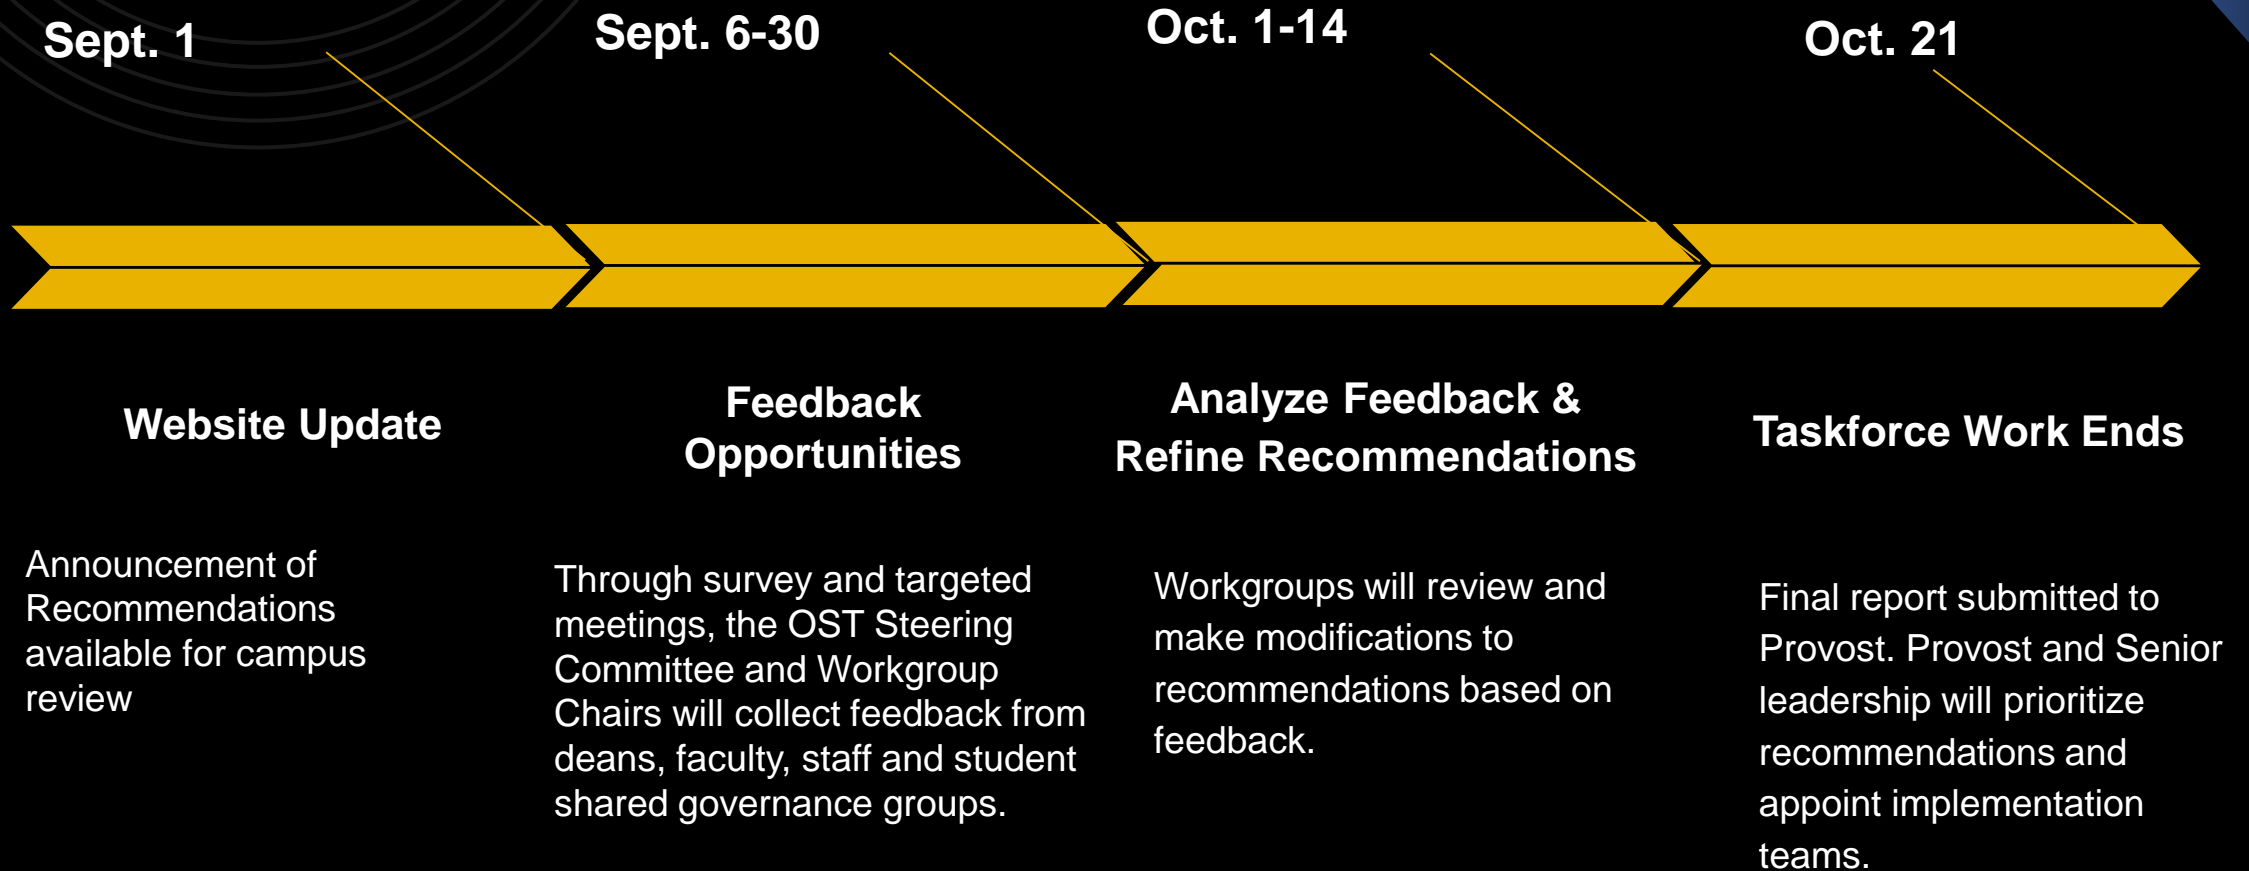 Sept. 1
Sept. 6-30
Oct. 1-14
Oct. 21
Website Update
Feedback
Opportunities
Analyze Feedback &
Refine Recommendations
Taskforce Work Ends
Announcement of
Recommendations
available for campus
review
Through survey and targeted
meetings, the OST Steering
Committee and Workgroup
Chairs will collect feedback from
deans, faculty, staff and student
shared governance groups.
Workgroups will review and
make modifications to
recommendations based on
feedback.
Final report submitted to
Provost. Provost and Senior
leadership will prioritize
recommendations and
appoint implementation
teams.